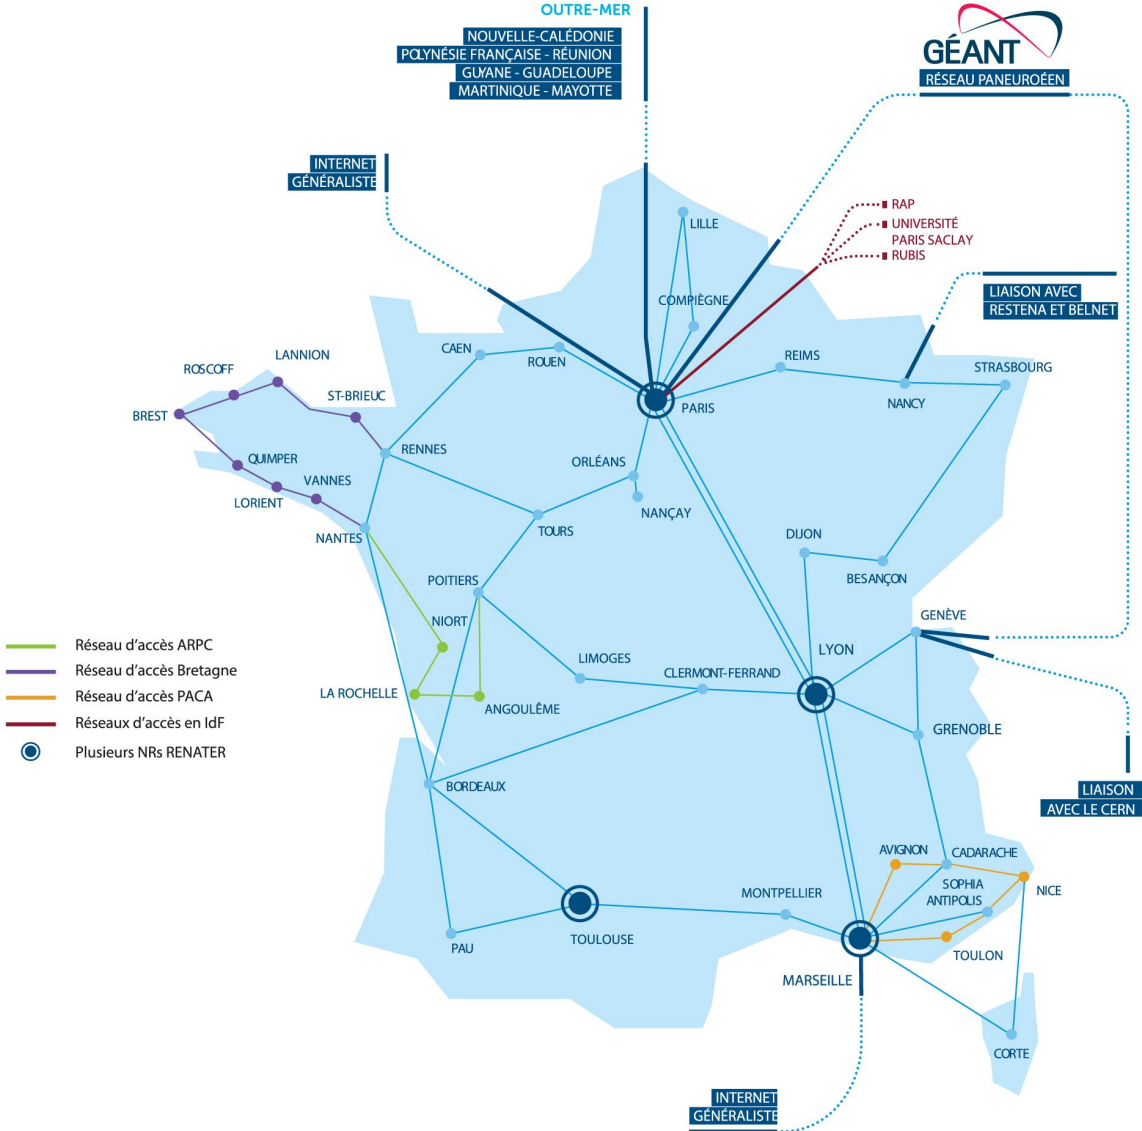 OUTRE-MER
NOUVELLE-CALÉDONIE
POLYNÉSIE FRANÇAISE - RÉUNION
GUYANE - GUADELOUPE
MARTINIQUE - MAYOTTE
GÉANT
RÉSEAU PANEUROÉEN
INTERNET
GÉNÉRALISTE
RAP
UNIVERSITÉ
PARIS SACLAY
RUBIS
LIAISON AVEC
RESTENA ET BELNET
LILLE
COMPIÈGNE
CAEN
ROUEN
REIMS
STRASBOURG
NANCY
PARIS
LANNION
ROSCOFF
ST-BRIEUC
BREST
RENNES
QUIMPER
VANNES
LORIENT
NANTES
ORLÉANS
NANÇAY
TOURS
DIJON
BESANÇON
POITIERS
NIORT
GENÈVE
LYON
LIMOGES
CLERMONT-FERRAND
LA ROCHELLE
ANGOULÊME
GRENOBLE
Réseau d'accès ARPC
Réseau d'accès Bretagne
Réseau d'accès PACA
Réseaux d'accès en IdF
Plusieurs NRs RENATER
BORDEAUX
LIAISON
AVEC LE CERN
AVIGNON
CADARACHE
SOPHIA
ANTIPOLIS
NICE
MONTPELLIER
TOULOUSE
PAU
TOULON
MARSEILLE
CORTE
INTERNET
GÉNÉRALISTE